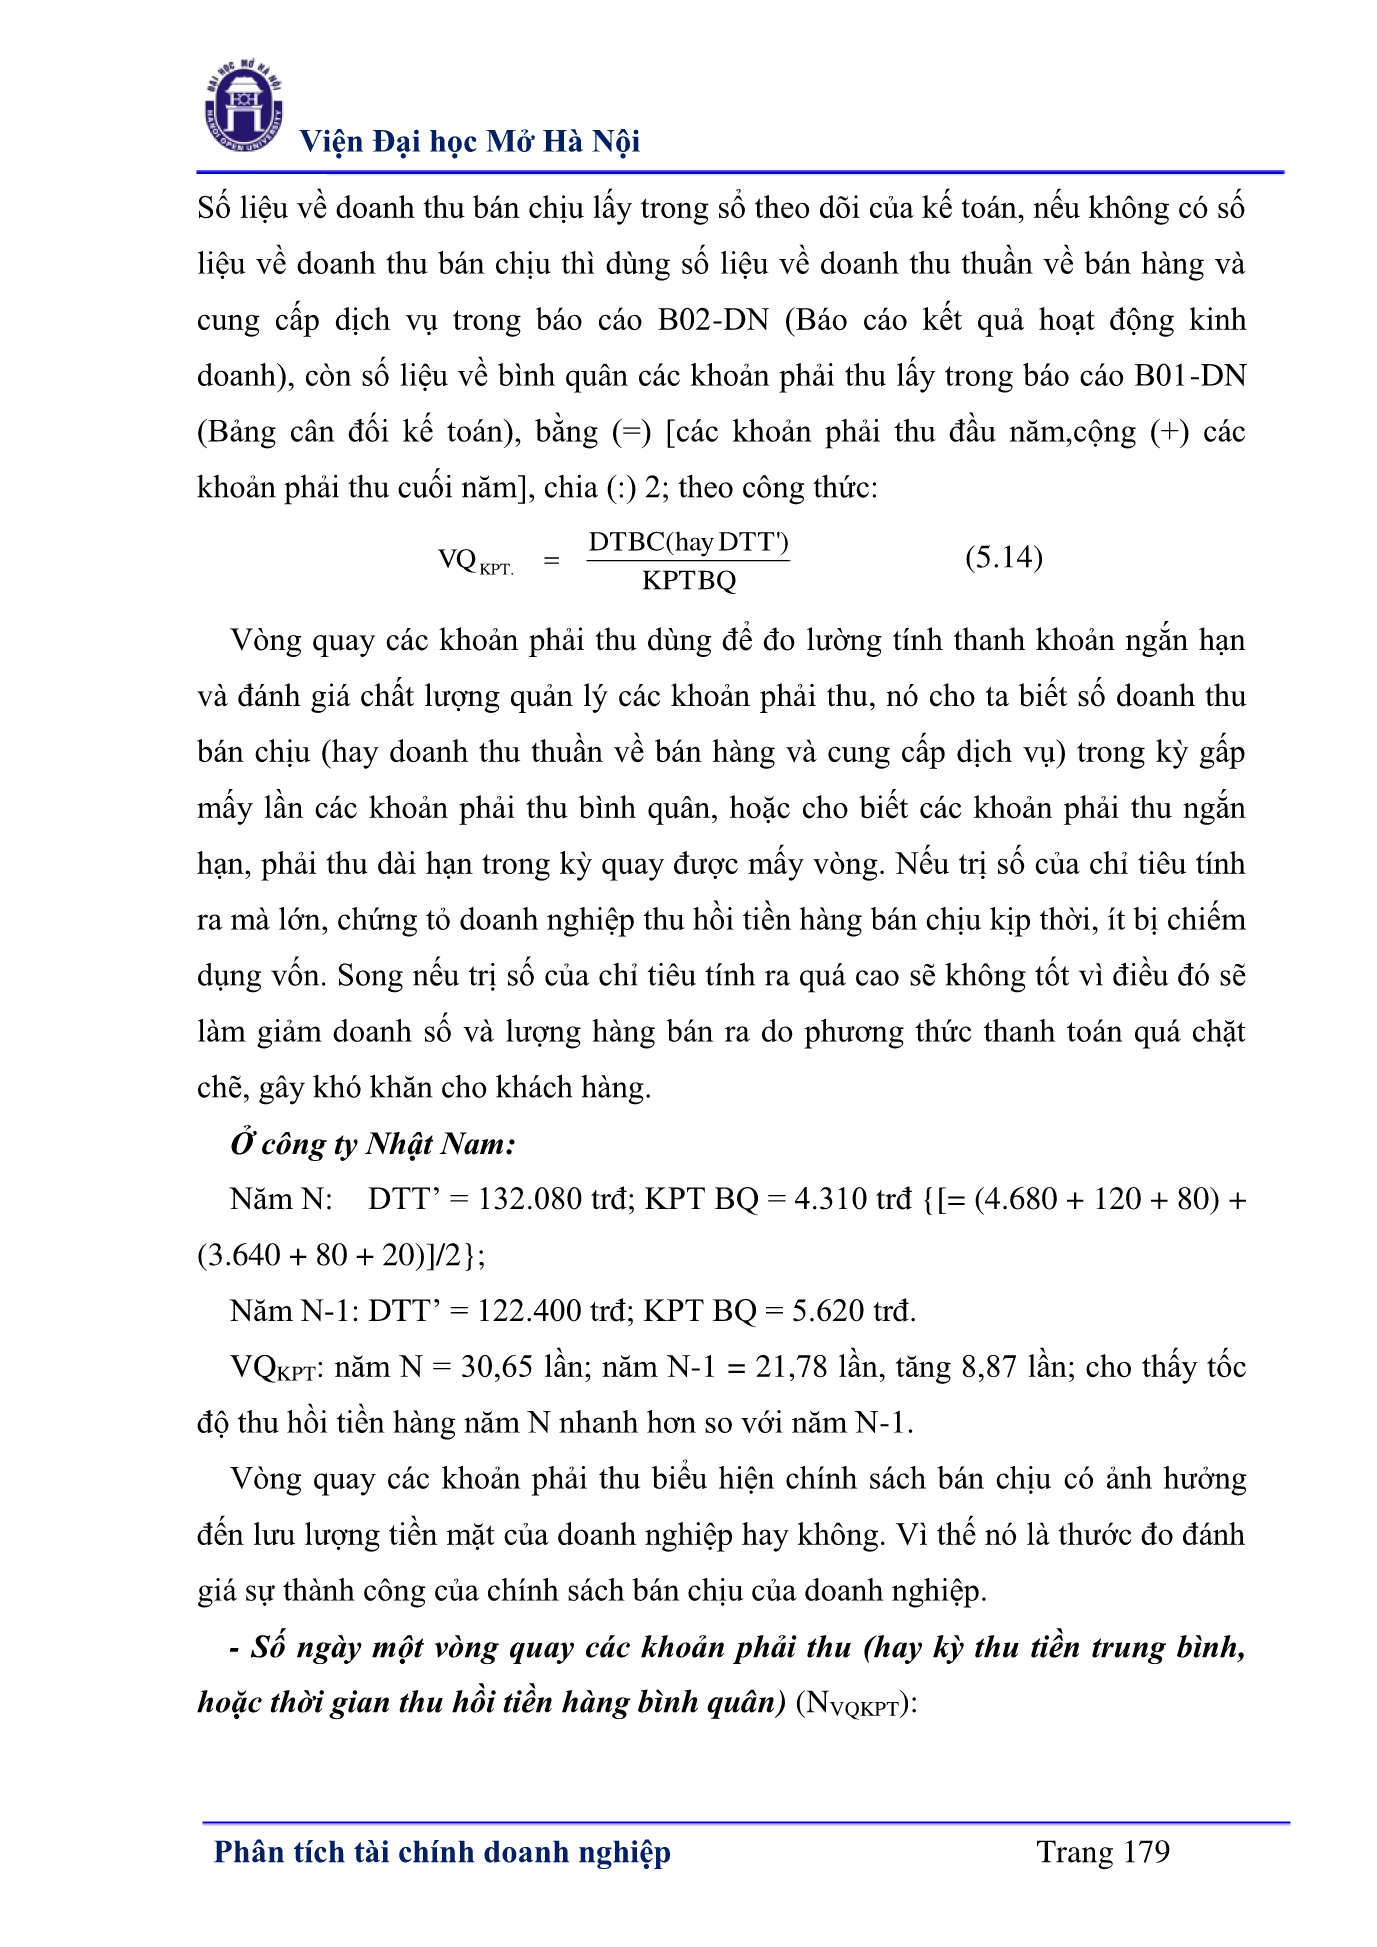 ĐẠI HỌC MỞ HÀ NỘI
HANOI OPEN UNIVERSITY
Viện Đại học Mở Hà Nội
Số liệu về doanh thu bán chịu lấy trong sổ theo dõi của kế toán, nếu không có số
liệu về doanh thu bán chịu thì dùng số liệu về doanh thu thuần về bán hàng và
cung cấp dịch vụ trong báo cáo B02-DN (Báo cáo kết quả hoạt động kinh
doanh), còn số liệu về bình quân các khoản phải thu lấy trong báo cáo B01-DN
(Bảng cân đối kế toán), bằng (=) [các khoản phải thu đầu năm,cộng (+) các
khoản phải thu cuối năm], chia (:) 2; theo công thức:
VQ KPT. = DTBC(hay DTT') / KPTBQ (5.14)
Vòng quay các khoản phải thu dùng để đo lường tính thanh khoản ngắn hạn
và đánh giá chất lượng quản lý các khoản phải thu, nó cho ta biết số doanh thu
bán chịu (hay doanh thu thuần về bán hàng và cung cấp dịch vụ) trong kỳ gấp
mấy lần các khoản phải thu bình quân, hoặc cho biết các khoản phải thu ngắn
hạn, phải thu dài hạn trong kỳ quay được mấy vòng. Nếu trị số của chỉ tiêu tính
ra mà lớn, chứng tỏ doanh nghiệp thu hồi tiền hàng bán chịu kịp thời, ít bị chiếm
dụng vốn. Song nếu trị số của chỉ tiêu tính ra quá cao sẽ không tốt vì điều đó sẽ
làm giảm doanh số và lượng hàng bán ra do phương thức thanh toán quá chặt
chẽ, gây khó khăn cho khách hàng.
Ở công ty Nhật Nam:
Năm N: DTT’ = 132.080 trđ; KPT BQ = 4.310 trđ {[= (4.680 + 120 + 80) +
(3.640 + 80 + 20)]/2};
Năm N-1: DTT’ = 122.400 trđ; KPT BQ = 5.620 trđ.
VQKPT: năm N = 30,65 lần; năm N-1 = 21,78 lần, tăng 8,87 lần; cho thấy tốc
độ thu hồi tiền hàng năm N nhanh hơn so với năm N-1.
Vòng quay các khoản phải thu biểu hiện chính sách bán chịu có ảnh hưởng
đến lưu lượng tiền mặt của doanh nghiệp hay không. Vì thế nó là thước đo đánh
giá sự thành công của chính sách bán chịu của doanh nghiệp.
- Số ngày một vòng quay các khoản phải thu (hay kỳ thu tiền trung bình,
hoặc thời gian thu hồi tiền hàng bình quân) (NVQKPT):
Phân tích tài chính doanh nghiệp Trang 179